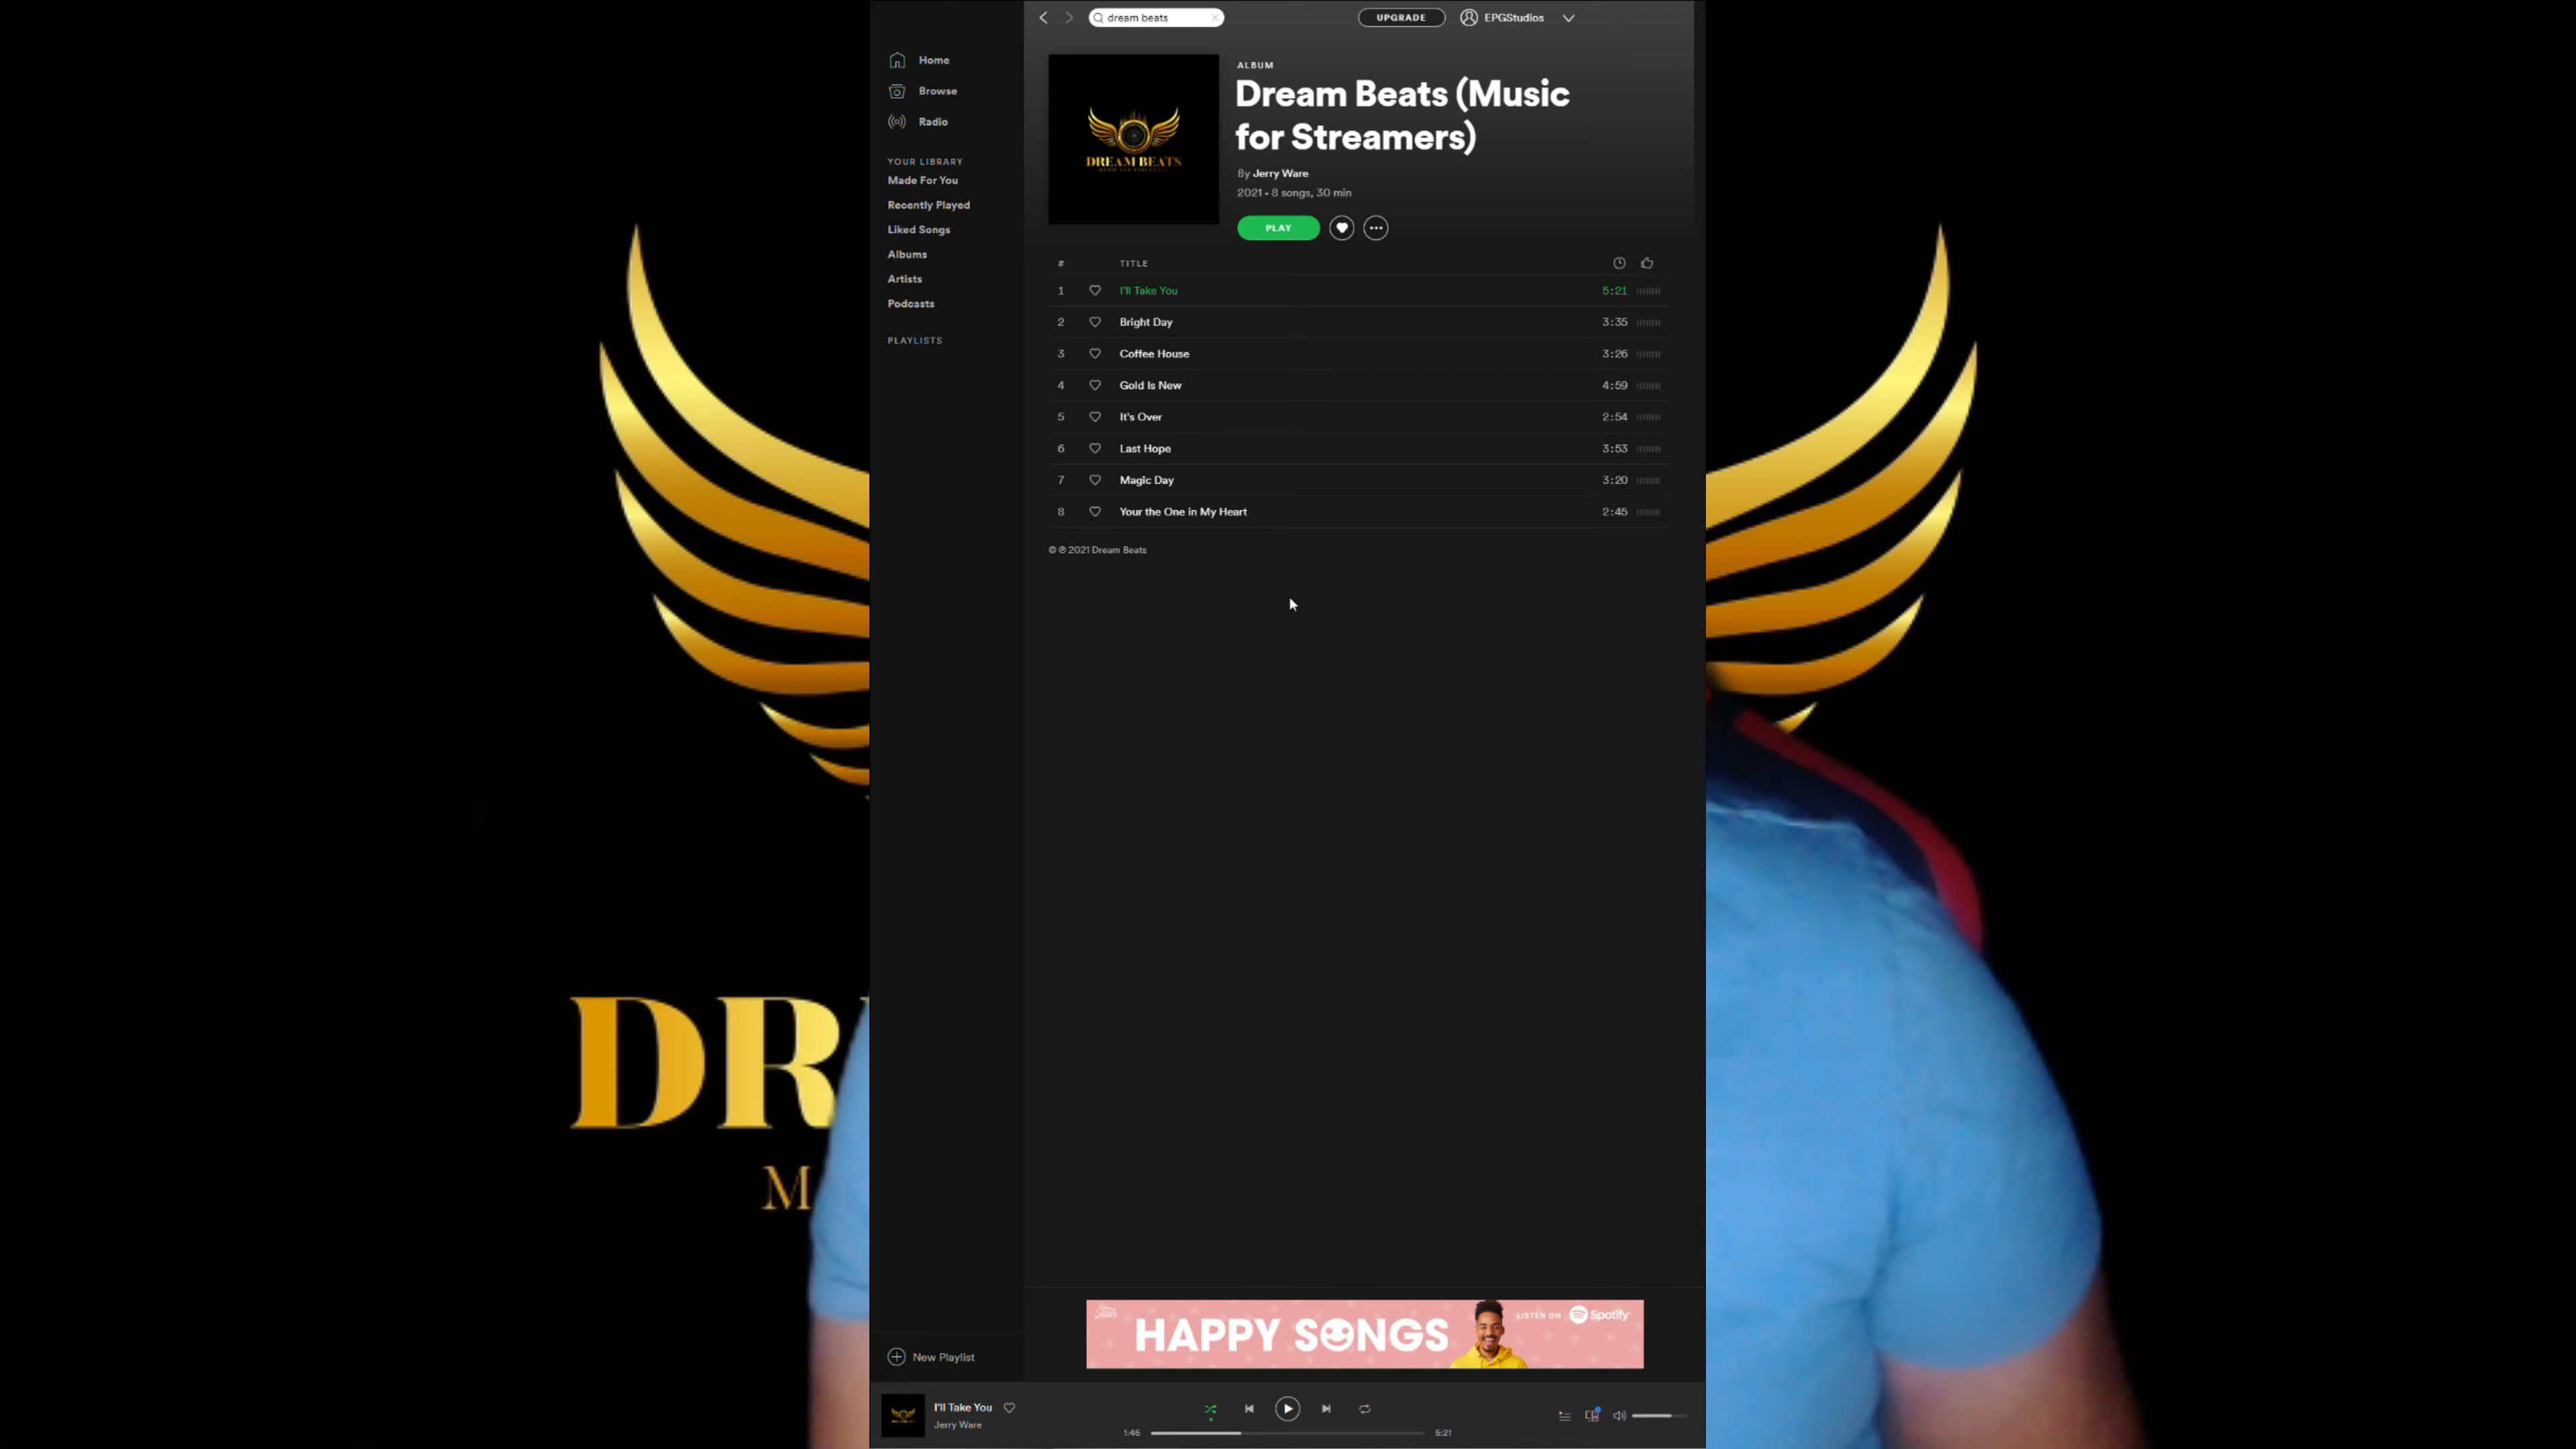 dream beats
UPGRADE
EPGStudios
Home
Browse
Radio
YOUR LIBRARY
Made For You
Recently Played
Liked Songs
Albums
Artists
Podcasts
PLAYLISTS
New Playlist
DREAM BEATS
MUSIC FOR STREAMERS
ALBUM
Dream Beats (Music
for Streamers)
By Jerry Ware
2021 • 8 songs, 30 min
PLAY
# TITLE
1 I'll Take You 5:21
2 Bright Day 3:35
3 Coffee House 3:26
4 Gold Is New 4:59
5 It's Over 2:54
6 Last Hope 3:53
7 Magic Day 3:20
8 Your the One in My Heart 2:45
© ℗ 2021 Dream Beats
DR
M
HAPPY SONGS
LISTEN ON Spotify
I'll Take You
Jerry Ware
1:46
5:21